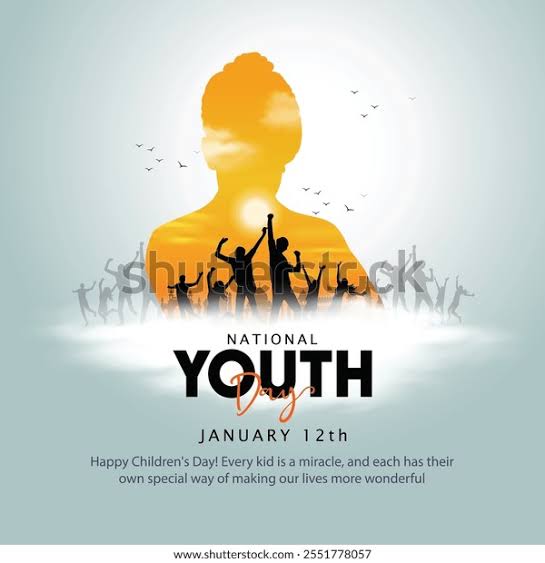 shutterstock
NATIONAL
YOUTH
Day
JANUARY 12th
Happy Children's Day! Every kid is a miracle, and each has their
own special way of making our lives more wonderful
www.shutterstock.com · 2551778057